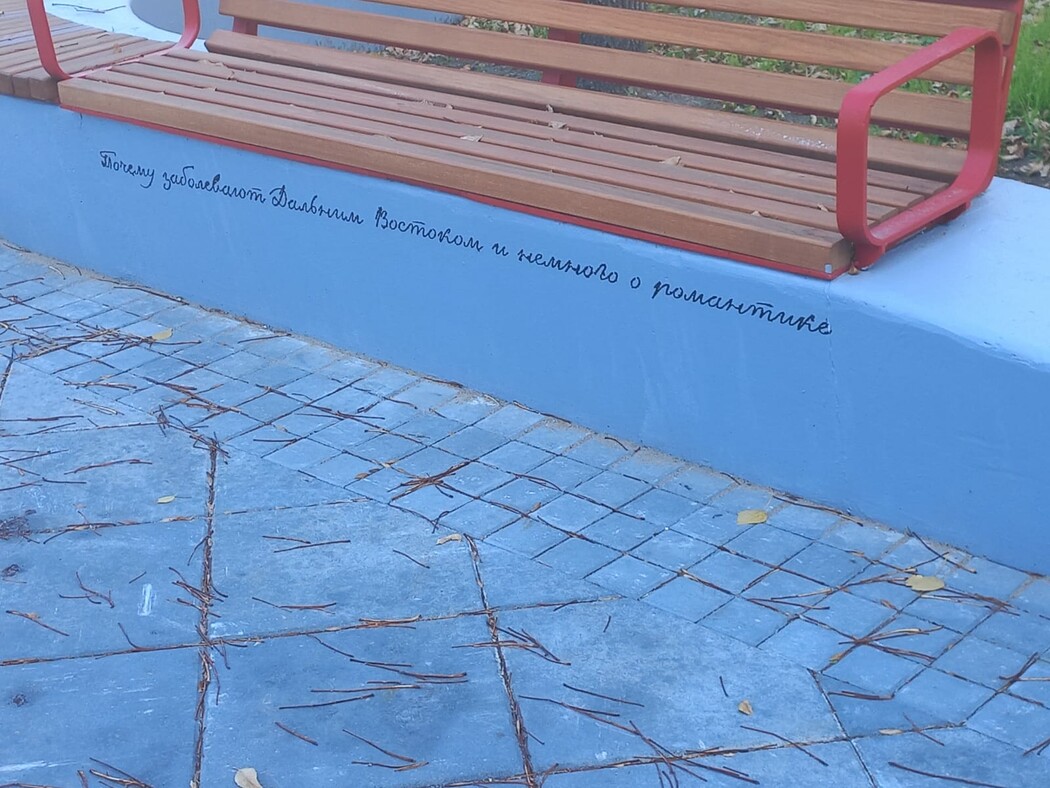 Почему заболевают Дальним Востоком и немного о романтике